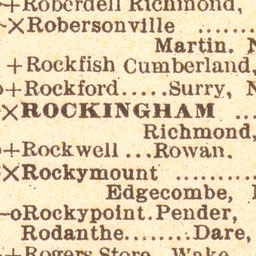 +Roberdell Richmond,
×Robersonville .......
Martin. N
+Rockfish Cumberland,
o+Rockford.....Surry, N
×ROCKINGHAM ...
Richmond,
o+Rockwell ...Rowan.
×Rockymount ..........
Edgecombe,
—oRockypoint.Pender,
Rodanthe........Dare,
+Rogers Store Wake